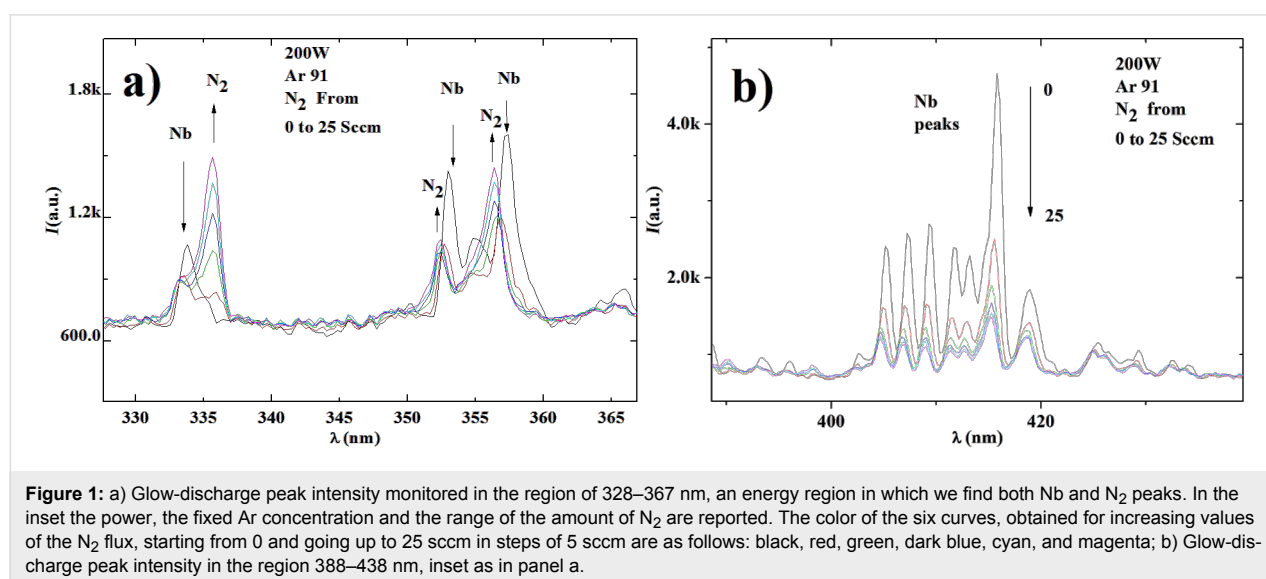 a)
200W
Ar 91
N2 From
0 to 25 Sccm
N2
Nb
Nb
Nb
N2
N2
1.8k
1.2k
600.0
I(a.u.)
330 335 340 345 350 355 360 365
λ (nm)
b)
200W
Ar 91
N2 from
0 to 25 Sccm
Nb
peaks
0
25
4.0k
2.0k
I(a.u.)
400 420
λ (nm)
Figure 1: a) Glow-discharge peak intensity monitored in the region of 328–367 nm, an energy region in which we find both Nb and N2 peaks. In the
inset the power, the fixed Ar concentration and the range of the amount of N2 are reported. The color of the six curves, obtained for increasing values
of the N2 flux, starting from 0 and going up to 25 sccm in steps of 5 sccm are as follows: black, red, green, dark blue, cyan, and magenta; b) Glow-dis-
charge peak intensity in the region 388–438 nm, inset as in panel a.